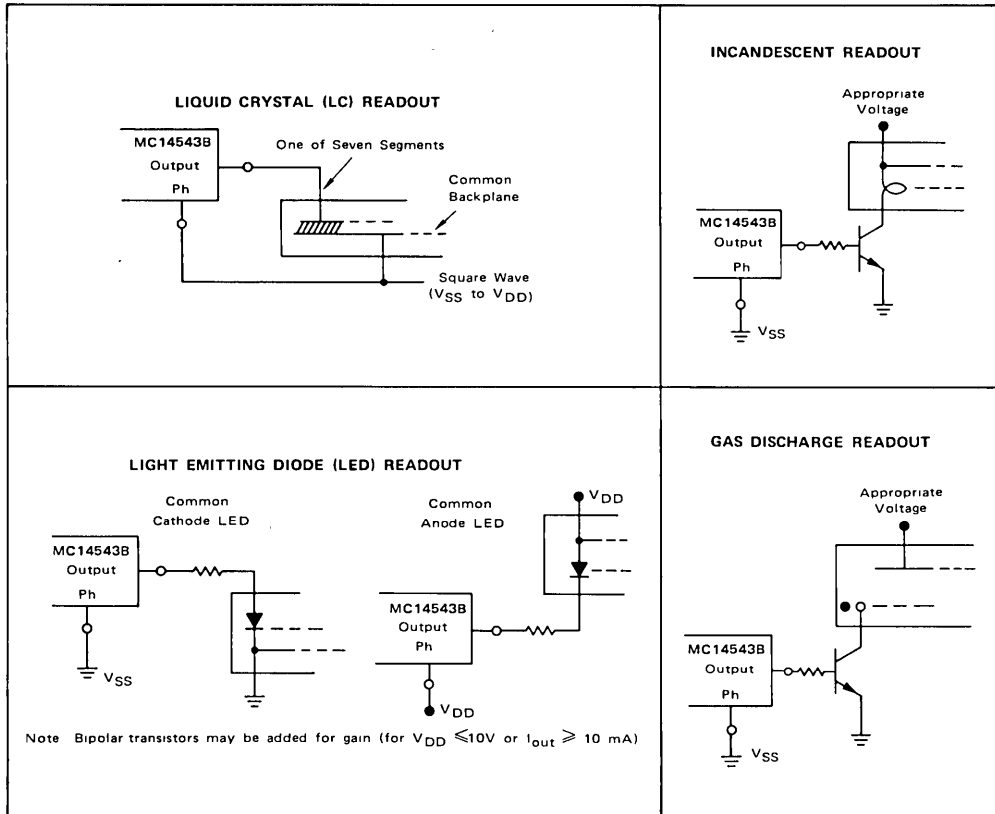 LIQUID CRYSTAL (LC) READOUT
MC14543B
Output
Ph
One of Seven Segments
Common
Backplane
Square Wave
(VSS to VDD)
INCANDESCENT READOUT
Appropriate
Voltage
MC14543B
Output
Ph
VSS
LIGHT EMITTING DIODE (LED) READOUT
Common
Cathode LED
MC14543B
Output
Ph
VSS
Common
Anode LED
VDD
MC14543B
Output
Ph
VDD
Note Bipolar transistors may be added for gain (for VDD ≤10V or Iout ≥ 10 mA)
GAS DISCHARGE READOUT
Appropriate
Voltage
MC14543B
Output
Ph
VSS